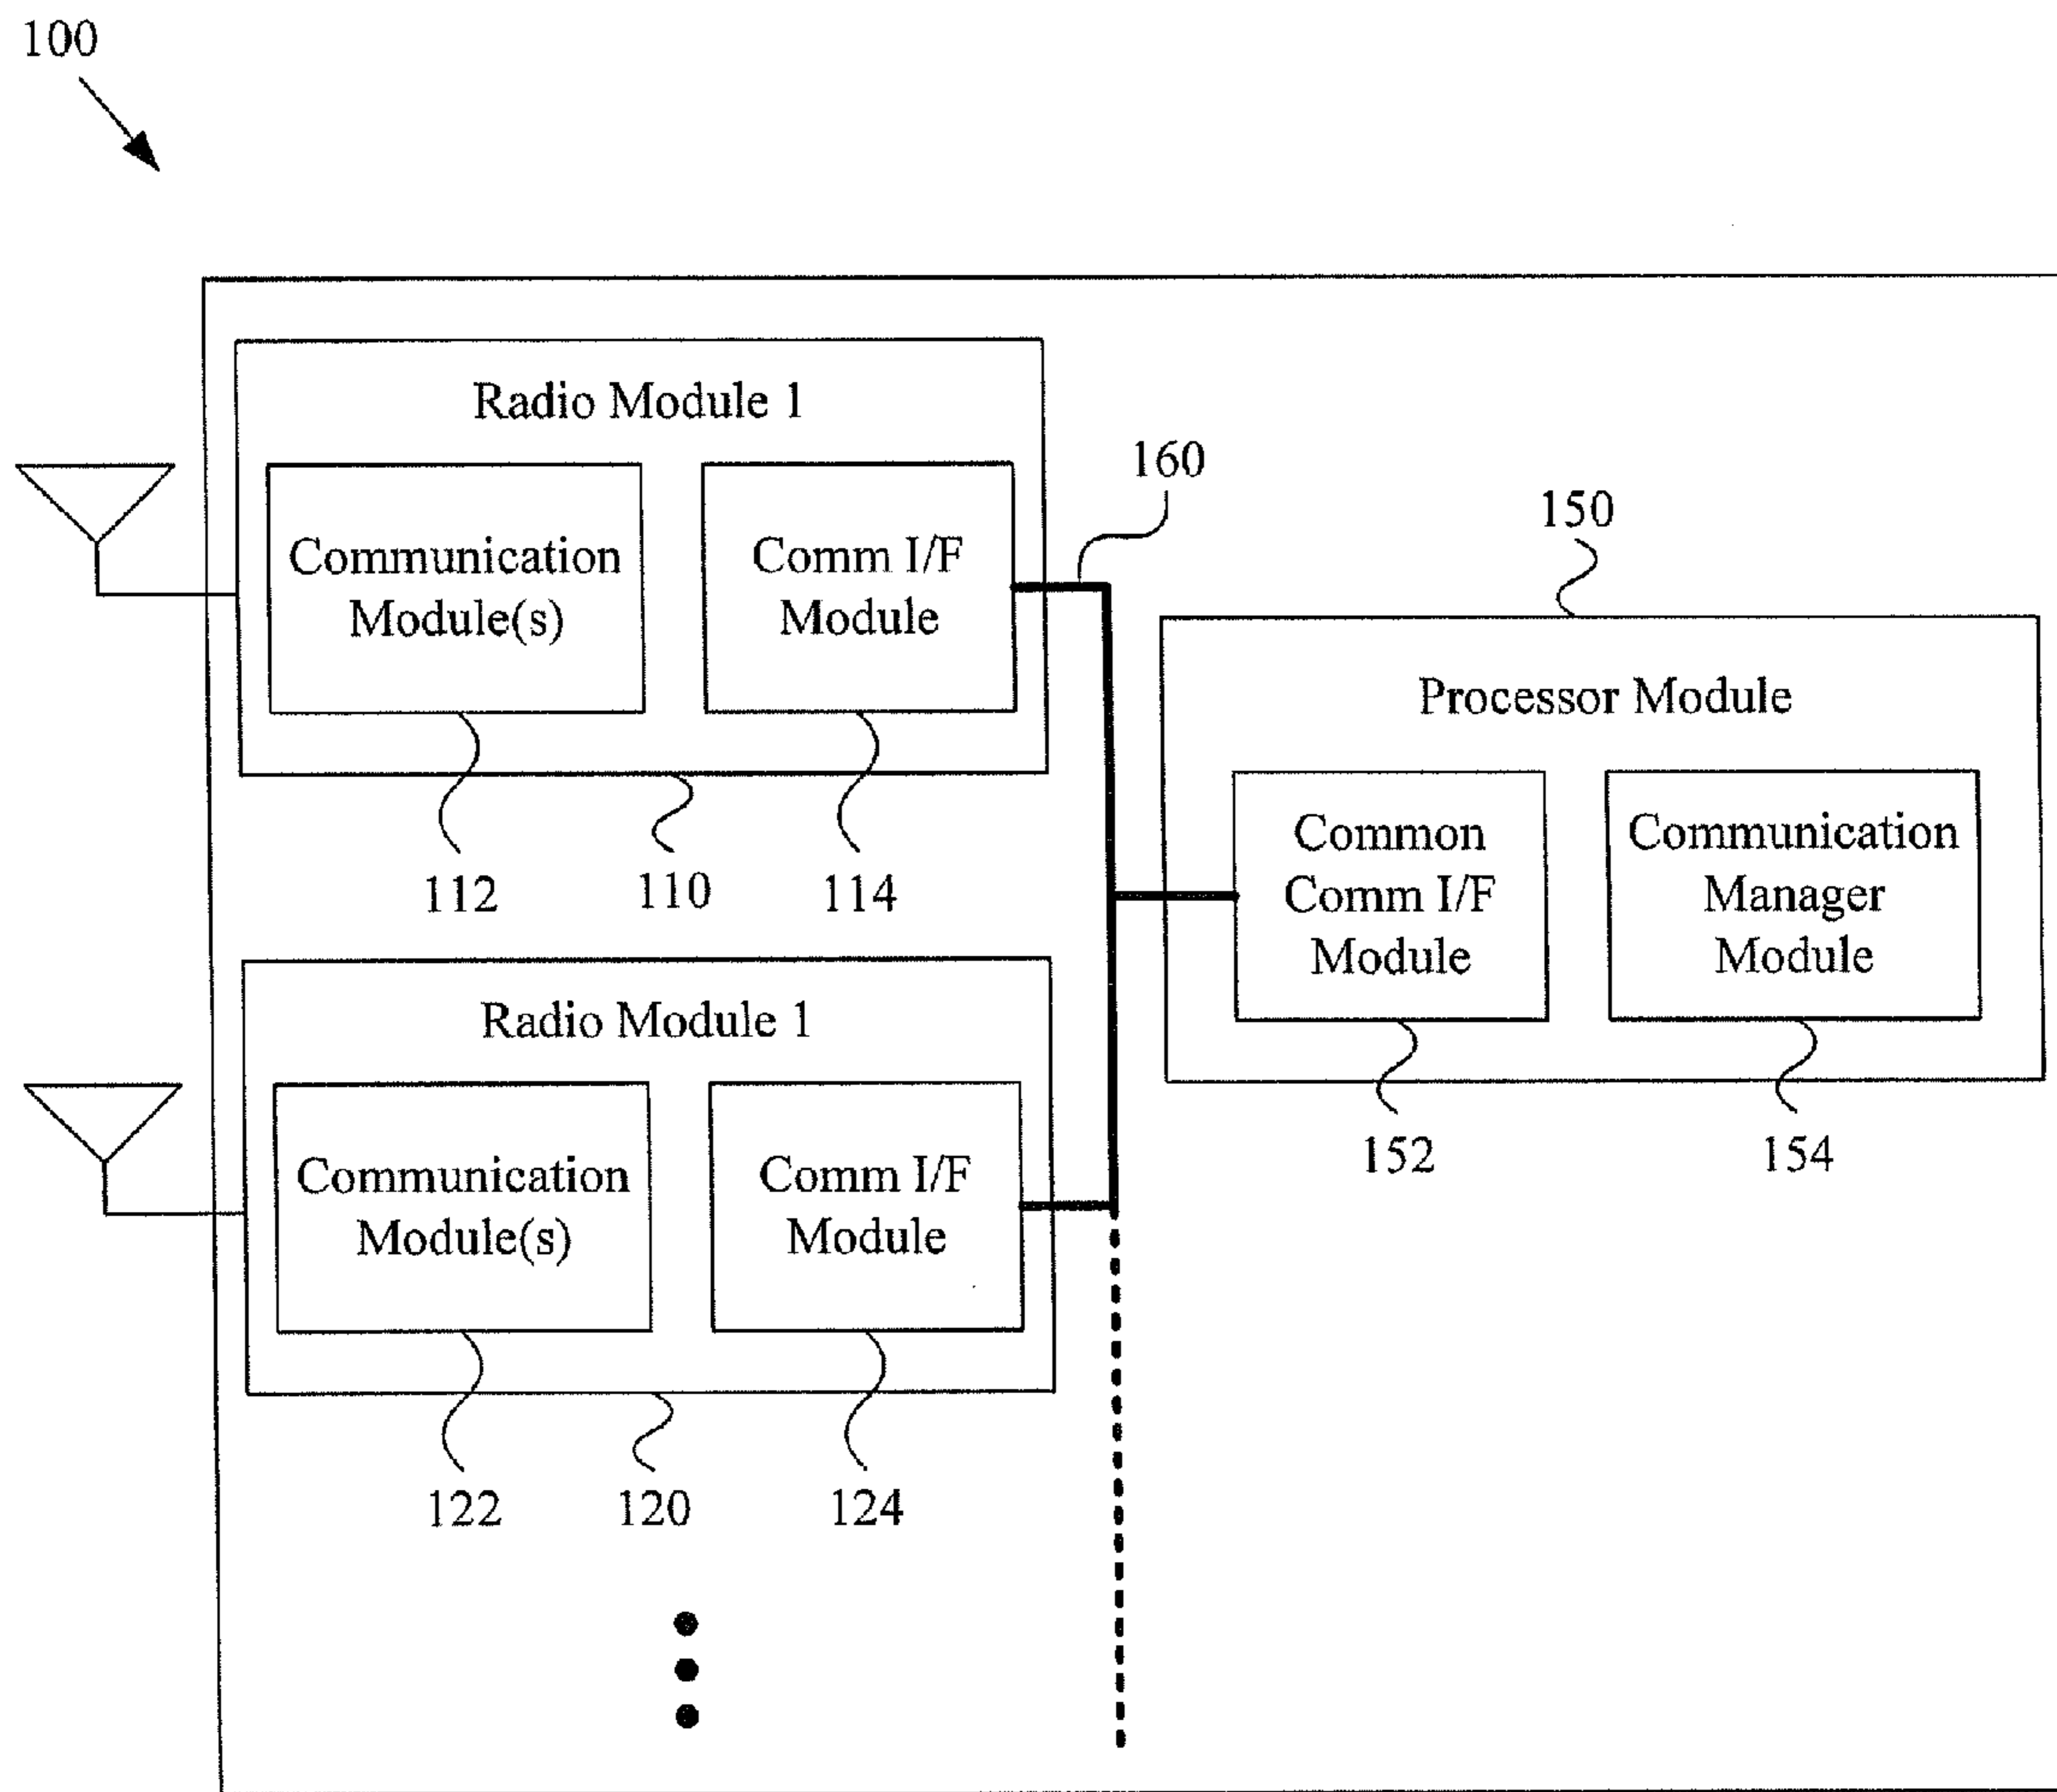 100
Radio Module 1
Communication
Module(s)
Comm I/F
Module
160
112
110
114
150
Processor Module
Common
Comm I/F
Module
Communication
Manager
Module
152
154
Radio Module 1
Communication
Module(s)
Comm I/F
Module
122
120
124